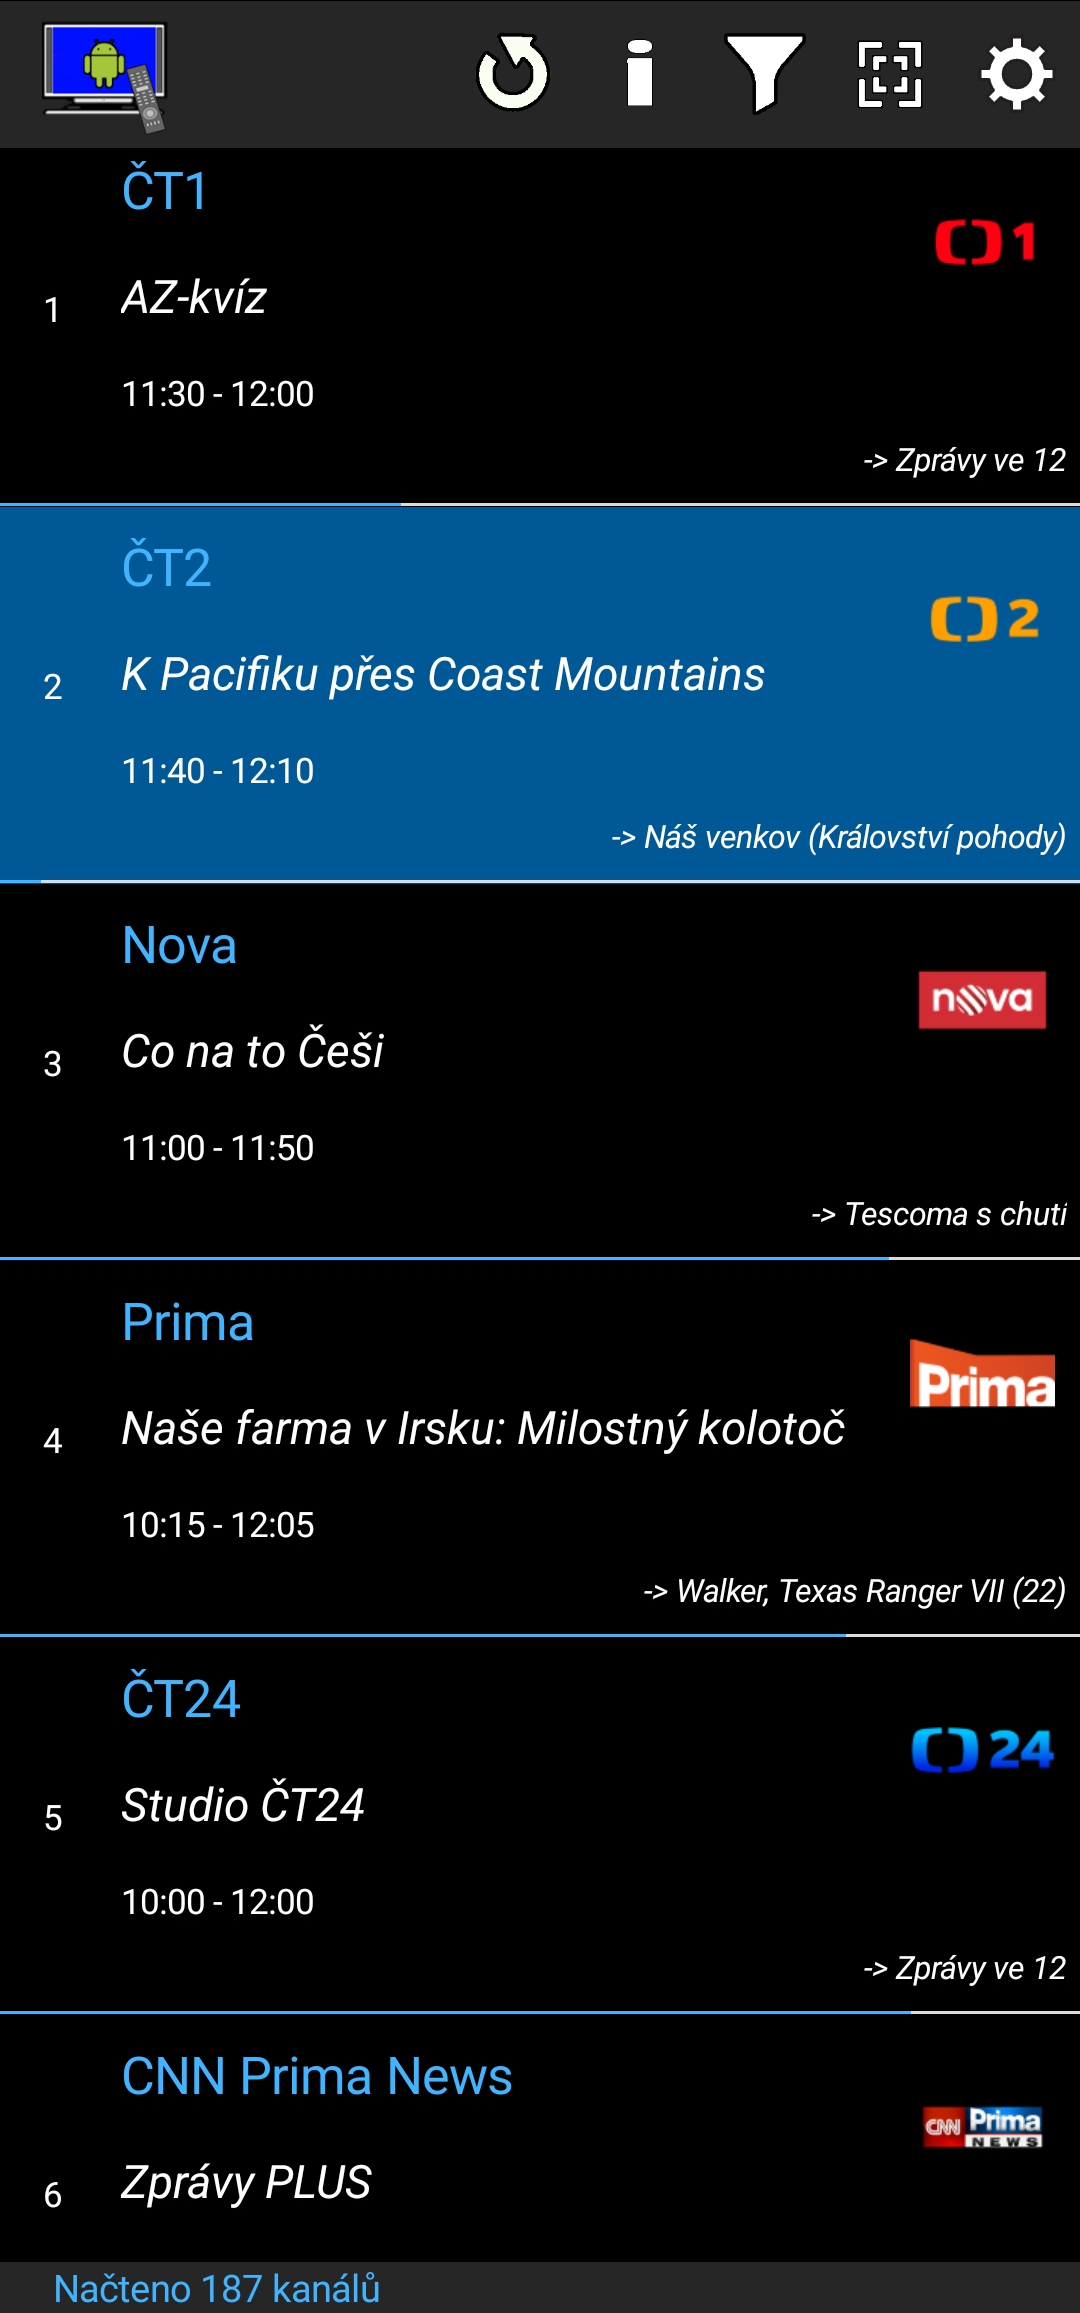 ČT1
1
1
AZ-kvíz
11:30 - 12:00
-> Zprávy ve 12
ČT2
2
2
K Pacifiku přes Coast Mountains
11:40 - 12:10
-> Náš venkov (Království pohody)
Nova
nova
3
Co na to Češi
11:00 - 11:50
-> Tescoma s chutí
Prima
Prima
4
Naše farma v Irsku: Milostný kolotoč
10:15 - 12:05
-> Walker, Texas Ranger VII (22)
ČT24
24
5
Studio ČT24
10:00 - 12:00
-> Zprávy ve 12
CNN Prima News
CNN Prima NEWS
6
Zprávy PLUS
Načteno 187 kanálů